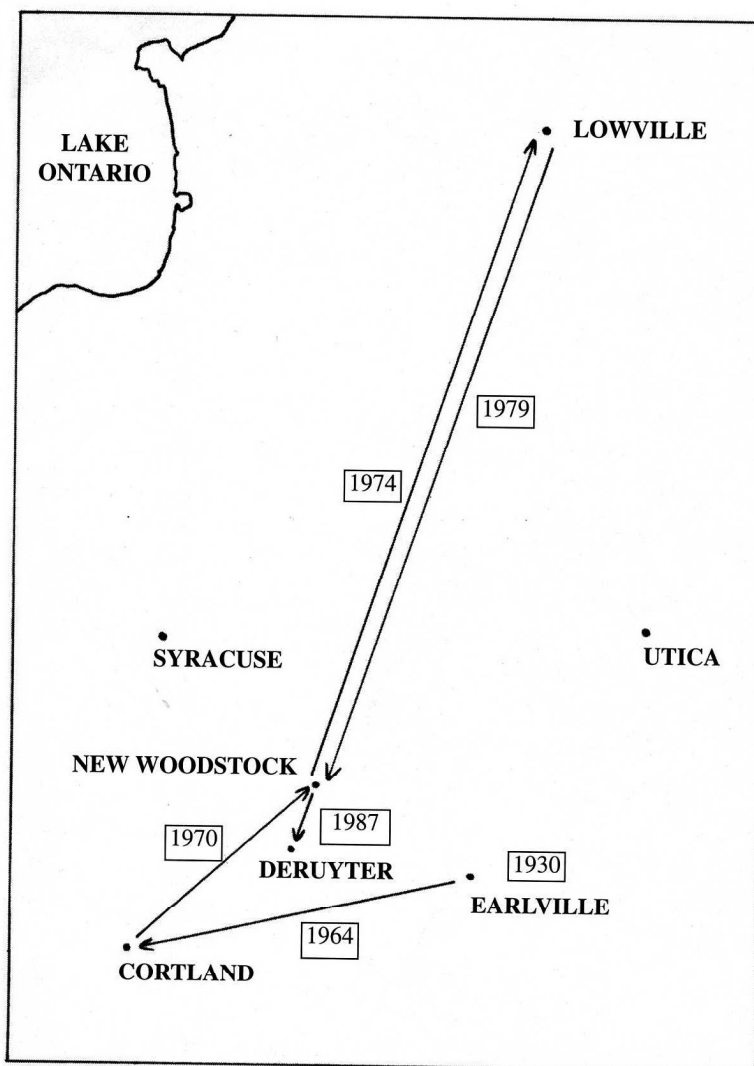 LAKE
ONTARIO
LOWVILLE
1979
1974
SYRACUSE
UTICA
NEW WOODSTOCK
1970
1987
DERUYTER
1930
EARLVILLE
1964
CORTLAND